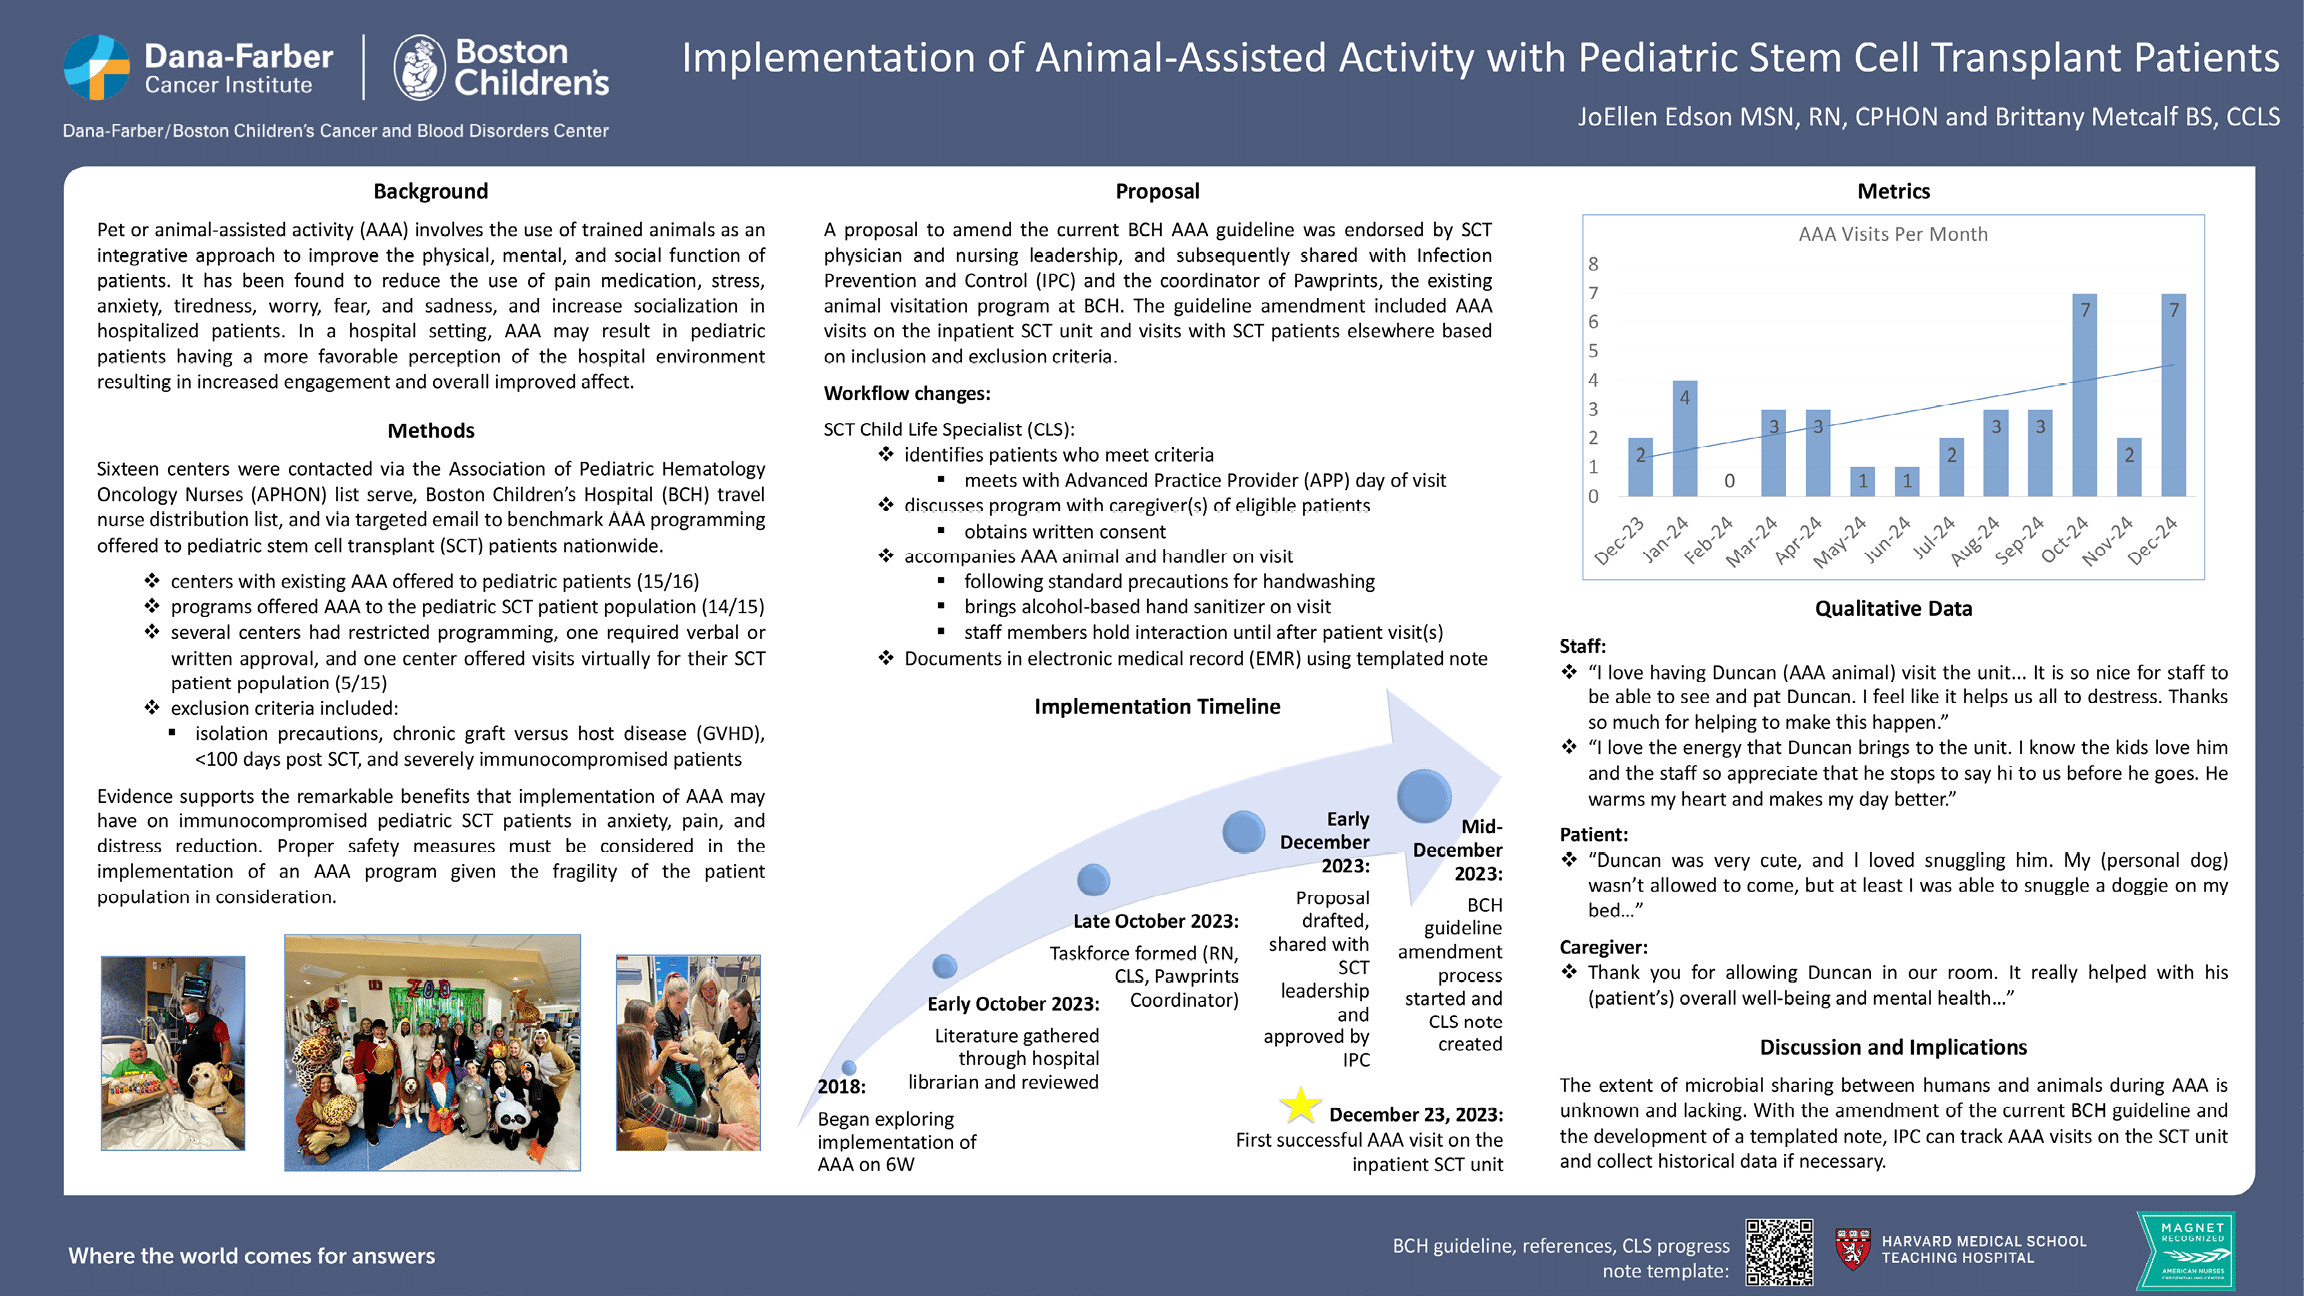 Dana-Farber
Cancer Institute
Boston
Children's
Dana-Farber/Boston Children's Cancer and Blood Disorders Center
Implementation of Animal-Assisted Activity with Pediatric Stem Cell Transplant Patients
JoEllen Edson MSN, RN, CPHON and Brittany Metcalf BS, CCLS
Background
Pet or animal-assisted activity (AAA) involves the use of trained animals as an
integrative approach to improve the physical, mental, and social function of
patients. It has been found to reduce the use of pain medication, stress,
anxiety, tiredness, worry, fear, and sadness, and increase socialization in
hospitalized patients. In a hospital setting, AAA may result in pediatric
patients having a more favorable perception of the hospital environment
resulting in increased engagement and overall improved affect.
Methods
Sixteen centers were contacted via the Association of Pediatric Hematology
Oncology Nurses (APHON) list serve, Boston Children's Hospital (BCH) travel
nurse distribution list, and via targeted email to benchmark AAA programming
offered to pediatric stem cell transplant (SCT) patients nationwide.
❖ centers with existing AAA offered to pediatric patients (15/16)
❖ programs offered AAA to the pediatric SCT patient population (14/15)
❖ several centers had restricted programming, one required verbal or
written approval, and one center offered visits virtually for their SCT
patient population (5/15)
❖ exclusion criteria included:
▪ isolation precautions, chronic graft versus host disease (GVHD),
<100 days post SCT, and severely immunocompromised patients
Evidence supports the remarkable benefits that implementation of AAA may
have on immunocompromised pediatric SCT patients in anxiety, pain, and
distress reduction. Proper safety measures must be considered in the
implementation of an AAA program given the fragility of the patient
population in consideration.
ZOO
Proposal
A proposal to amend the current BCH AAA guideline was endorsed by SCT
physician and nursing leadership, and subsequently shared with Infection
Prevention and Control (IPC) and the coordinator of Pawprints, the existing
animal visitation program at BCH. The guideline amendment included AAA
visits on the inpatient SCT unit and visits with SCT patients elsewhere based
on inclusion and exclusion criteria.
Workflow changes:
SCT Child Life Specialist (CLS):
❖ identifies patients who meet criteria
▪ meets with Advanced Practice Provider (APP) day of visit
❖ discusses program with caregiver(s) of eligible patients
▪ obtains written consent
❖ accompanies AAA animal and handler on visit
▪ following standard precautions for handwashing
▪ brings alcohol-based hand sanitizer on visit
▪ staff members hold interaction until after patient visit(s)
❖ Documents in electronic medical record (EMR) using templated note
Implementation Timeline
2018:
Began exploring
implementation of
AAA on 6W
Early October 2023:
Literature gathered
through hospital
librarian and reviewed
Late October 2023:
Taskforce formed (RN,
CLS, Pawprints
Coordinator)
Early
December
2023:
Proposal
drafted,
shared with
SCT
leadership
and
approved by
IPC
Mid-
December
2023:
BCH
guideline
amendment
process
started and
CLS note
created
December 23, 2023:
First successful AAA visit on the
inpatient SCT unit
Metrics
AAA Visits Per Month
8
7
6
5
4
3
2
1
0
2
4
0
3
3
1
1
2
3
3
7
2
7
Dec-23
Jan-24
Feb-24
Mar-24
Apr-24
May-24
Jun-24
Jul-24
Aug-24
Sep-24
Oct-24
Nov-24
Dec-24
Qualitative Data
Staff:
❖ “I love having Duncan (AAA animal) visit the unit... It is so nice for staff to
be able to see and pat Duncan. I feel like it helps us all to destress. Thanks
so much for helping to make this happen.”
❖ “I love the energy that Duncan brings to the unit. I know the kids love him
and the staff so appreciate that he stops to say hi to us before he goes. He
warms my heart and makes my day better.”
Patient:
❖ “Duncan was very cute, and I loved snuggling him. My (personal dog)
wasn’t allowed to come, but at least I was able to snuggle a doggie on my
bed...”
Caregiver:
❖ Thank you for allowing Duncan in our room. It really helped with his
(patient’s) overall well-being and mental health...”
Discussion and Implications
The extent of microbial sharing between humans and animals during AAA is
unknown and lacking. With the amendment of the current BCH guideline and
the development of a templated note, IPC can track AAA visits on the SCT unit
and collect historical data if necessary.
Where the world comes for answers
BCH guideline, references, CLS progress
note template:
HARVARD MEDICAL SCHOOL
TEACHING HOSPITAL
MAGNET
RECOGNIZED
AMERICAN NURSES
CREDENTIALING CENTER